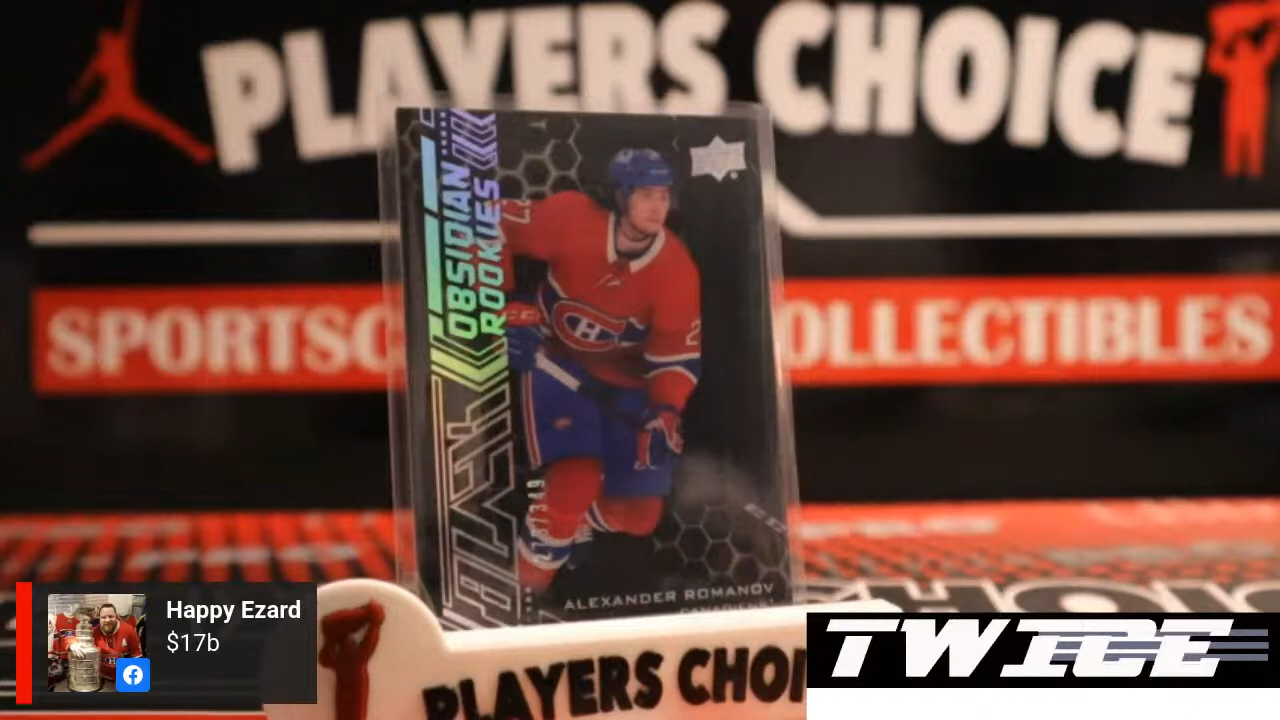 PLAYERS CHOICE
SPORTSC
OLLECTIBLES
OBSIDIAN
ROOKIES
ALEXANDER ROMANOV
Happy Ezard
$17b
PLAYERS CHOI
TWICE